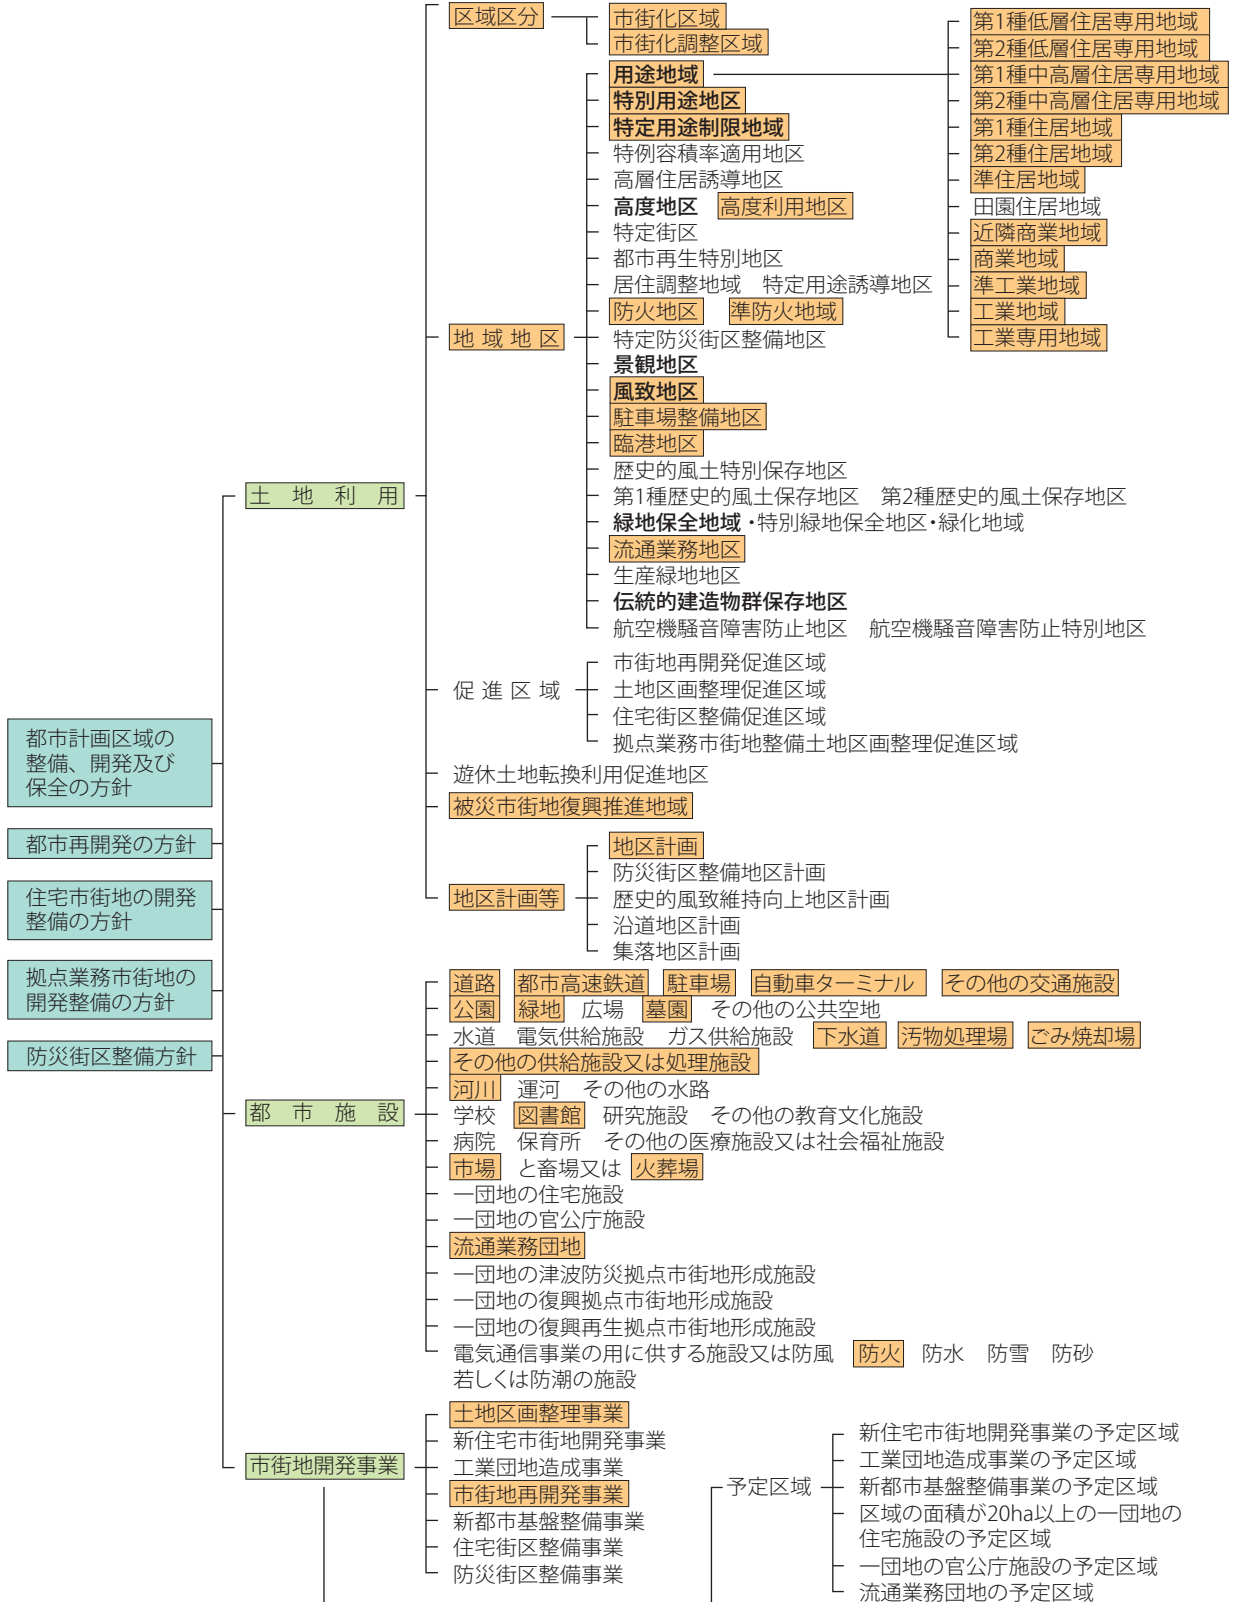 都市計画区域の
整備、開発及び
保全の方針
都市再開発の方針
住宅市街地の開発
整備の方針
拠点業務市街地の
開発整備の方針
防災街区整備方針
土地利用
区域区分
市街化区域
市街化調整区域
地域地区
用途地域
特別用途地区
特定用途制限地域
特例容積率適用地区
高層住居誘導地区
高度地区 高度利用地区
特定街区
都市再生特別地区
居住調整地域 特定用途誘導地区
防火地区 準防火地域
特定防災街区整備地区
景観地区
風致地区
駐車場整備地区
臨港地区
歴史的風土特別保存地区
第1種歴史的風土保存地区 第2種歴史的風土保存地区
緑地保全地域・特別緑地保全地区・緑化地域
流通業務地区
生産緑地地区
伝統的建造物群保存地区
航空機騒音障害防止地区 航空機騒音障害防止特別地区
第1種低層住居専用地域
第2種低層住居専用地域
第1種中高層住居専用地域
第2種中高層住居専用地域
第1種住居地域
第2種住居地域
準住居地域
田園住居地域
近隣商業地域
商業地域
準工業地域
工業地域
工業専用地域
促進区域
市街地再開発促進区域
土地区画整理促進区域
住宅街区整備促進区域
拠点業務市街地整備土地区画整理促進区域
遊休土地転換利用促進地区
被災市街地復興推進地域
地区計画等
地区計画
防災街区整備地区計画
歴史的風致維持向上地区計画
沿道地区計画
集落地区計画
都市施設
道路 都市高速鉄道 駐車場 自動車ターミナル その他の交通施設
公園 緑地 広場 墓園 その他の公共空地
水道 電気供給施設 ガス供給施設 下水道 汚物処理場 ごみ焼却場
その他の供給施設又は処理施設
河川 運河 その他の水路
学校 図書館 研究施設 その他の教育文化施設
病院 保育所 その他の医療施設又は社会福祉施設
市場 と畜場又は 火葬場
一団地の住宅施設
一団地の官公庁施設
流通業務団地
一団地の津波防災拠点市街地形成施設
一団地の復興拠点市街地形成施設
一団地の復興再生拠点市街地形成施設
電気通信事業の用に供する施設又は防風 防火 防水 防雪 防砂
若しくは防潮の施設
市街地開発事業
土地区画整理事業
新住宅市街地開発事業
工業団地造成事業
市街地再開発事業
新都市基盤整備事業
住宅街区整備事業
防災街区整備事業
予定区域
新住宅市街地開発事業の予定区域
工業団地造成事業の予定区域
新都市基盤整備事業の予定区域
区域の面積が20ha以上の一団地の
住宅施設の予定区域
一団地の官公庁施設の予定区域
流通業務団地の予定区域